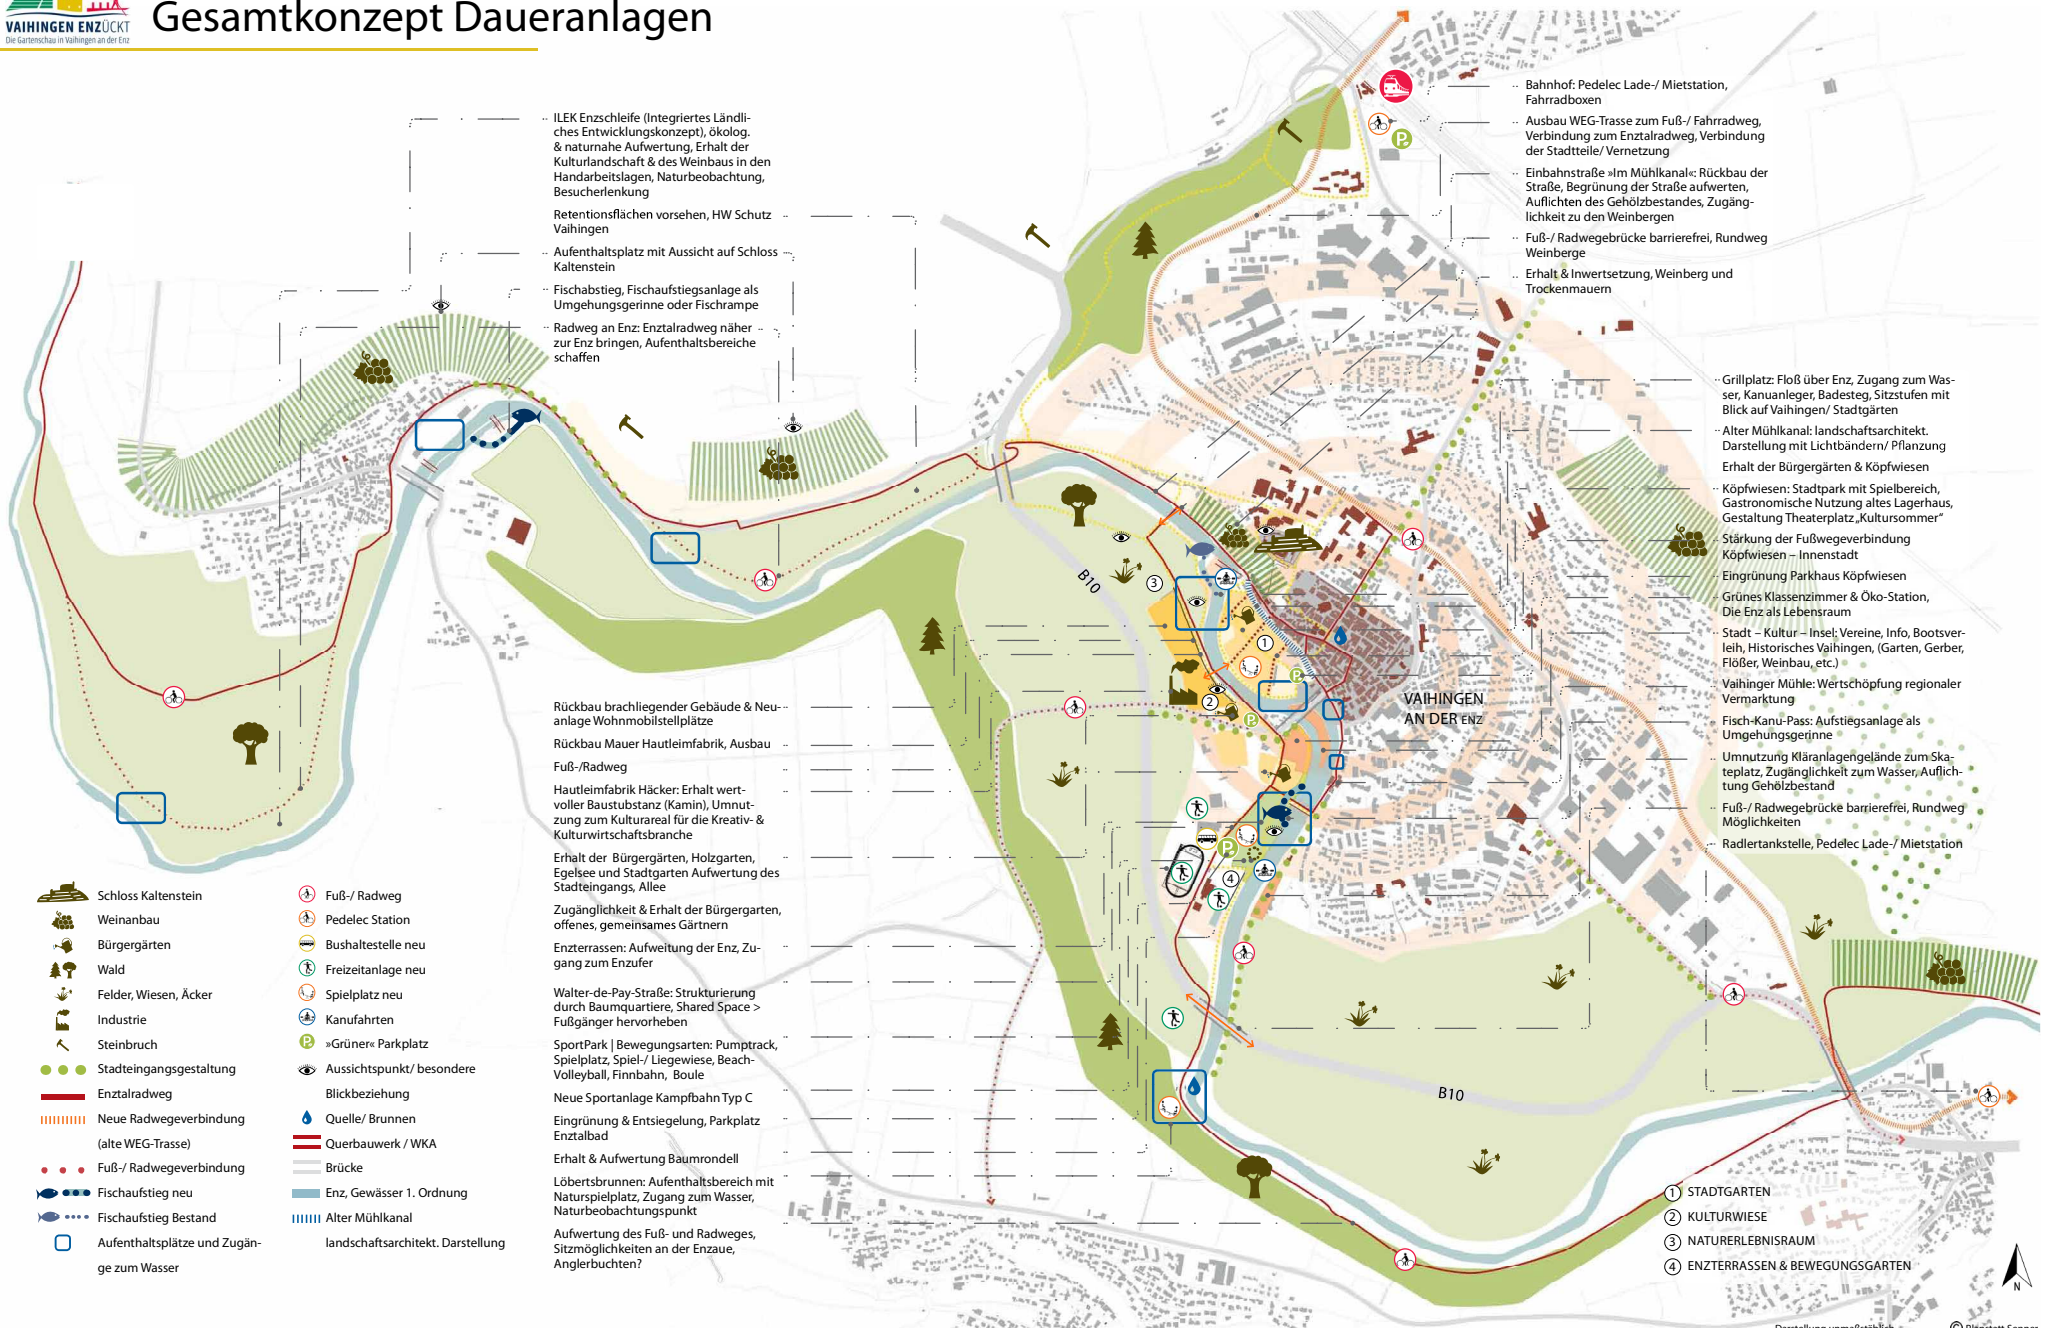 VAIHINGEN ENZÜCKT
Die Gartenschau in Vaihingen an der Enz
Gesamtkonzept Daueranlagen
ILEK Enzschleife (Integriertes Ländli-
ches Entwicklungskonzept), ökolog.
& naturnahe Aufwertung, Erhalt der
Kulturlandschaft & des Weinbaus in den
Handarbeitslagen, Naturbeobachtung,
Besucherlenkung
Retentionsflächen vorsehen, HW Schutz
Vaihingen
Aufenthaltsplatz mit Aussicht auf Schloss
Kaltenstein
Fischabstieg, Fischaufstiegsanlage als
Umgehungsgerinne oder Fischrampe
Radweg an Enz: Enztalradweg näher
zur Enz bringen, Aufenthaltsbereiche
schaffen
Bahnhof: Pedelec Lade-/ Mietstation,
Fahrradboxen
Ausbau WEG-Trasse zum Fuß-/ Fahrradweg,
Verbindung zum Enztalradweg, Verbindung
der Stadtteile/ Vernetzung
Einbahnstraße »Im Mühlkanal«: Rückbau der
Straße, Begrünung der Straße aufwerten,
Auflichten des Gehölzbestandes, Zugäng-
lichkeit zu den Weinbergen
Fuß-/ Radwegebrücke barrierefrei, Rundweg
Weinberge
Erhalt & Inwertsetzung, Weinberg und
Trockenmauern
Grillplatz: Floß über Enz, Zugang zum Was-
ser, Kanuanleger, Badesteg, Sitzstufen mit
Blick auf Vaihingen/ Stadtgärten
Alter Mühlkanal: landschaftsarchitekt.
Darstellung mit Lichtbändern/ Pflanzung
Erhalt der Bürgergärten & Köpfwiesen
Köpfwiesen: Stadtpark mit Spielbereich,
Gastronomische Nutzung altes Lagerhaus,
Gestaltung Theaterplatz „Kultursommer“
Stärkung der Fußwegeverbindung
Köpfwiesen – Innenstadt
Eingrünung Parkhaus Köpfwiesen
Grünes Klassenzimmer & Öko-Station,
Die Enz als Lebensraum
Stadt – Kultur – Insel: Vereine, Info, Bootsver-
leih, Historisches Vaihingen, (Garten, Gerber,
Flößer, Weinbau, etc.)
Vaihinger Mühle: Wertschöpfung regionaler
Vermarktung
Fisch-Kanu-Pass: Aufstiegsanlage als
Umgehungsgerinne
Umnutzung Kläranlagengelände zum Ska-
teplatz, Zugänglichkeit zum Wasser, Auflich-
tung Gehölzbestand
Fuß-/ Radwegebrücke barrierefrei, Rundweg
Möglichkeiten
Radlertankstelle, Pedelec Lade-/ Mietstation
B10
3
1
2
4
P
P
P
P
VAIHINGEN
AN DER ENZ
B10
Rückbau brachliegender Gebäude & Neu-
anlage Wohnmobilstellplätze
Rückbau Mauer Hautleimfabrik, Ausbau
Fuß-/Radweg
Hautleimfabrik Häcker: Erhalt wert-
voller Baustubstanz (Kamin), Umnut-
zung zum Kulturareal für die Kreativ- &
Kulturwirtschaftsbranche
Erhalt der Bürgergärten, Holzgarten,
Egelsee und Stadtgarten Aufwertung des
Stadteingangs, Allee
Zugänglichkeit & Erhalt der Bürgergarten,
offenes, gemeinsames Gärtnern
Enzterrassen: Aufweitung der Enz, Zu-
gang zum Enzufer
Walter-de-Pay-Straße: Strukturierung
durch Baumquartiere, Shared Space >
Fußgänger hervorheben
SportPark | Bewegungsarten: Pumptrack,
Spielplatz, Spiel-/ Liegewiese, Beach-
Volleyball, Finnbahn, Boule
Neue Sportanlage Kampfbahn Typ C
Eingrünung & Entsiegelung, Parkplatz
Enztalbad
Erhalt & Aufwertung Baumrondell
Löbertsbrunnen: Aufenthaltsbereich mit
Naturspielplatz, Zugang zum Wasser,
Naturbeobachtungspunkt
Aufwertung des Fuß- und Radweges,
Sitzmöglichkeiten an der Enzaue,
Anglerbuchten?
Schloss Kaltenstein
Weinanbau
Bürgergärten
Wald
Felder, Wiesen, Äcker
Industrie
Steinbruch
Stadteingangsgestaltung
Enztalradweg
Neue Radwegeverbindung
(alte WEG-Trasse)
Fuß-/ Radwegeverbindung
Fischaufstieg neu
Fischaufstieg Bestand
Aufenthaltsplätze und Zugän-
ge zum Wasser
Fuß-/ Radweg
Pedelec Station
Bushaltestelle neu
Freizeitanlage neu
Spielplatz neu
Kanufahrten
P »Grüner« Parkplatz
Aussichtspunkt/ besondere
Blickbeziehung
Quelle/ Brunnen
Querbauwerk / WKA
Brücke
Enz, Gewässer 1. Ordnung
Alter Mühlkanal
landschaftsarchitekt. Darstellung
1 STADTGARTEN
2 KULTURWIESE
3 NATURERLEBNISRAUM
4 ENZTERRASSEN & BEWEGUNGSGARTEN
N